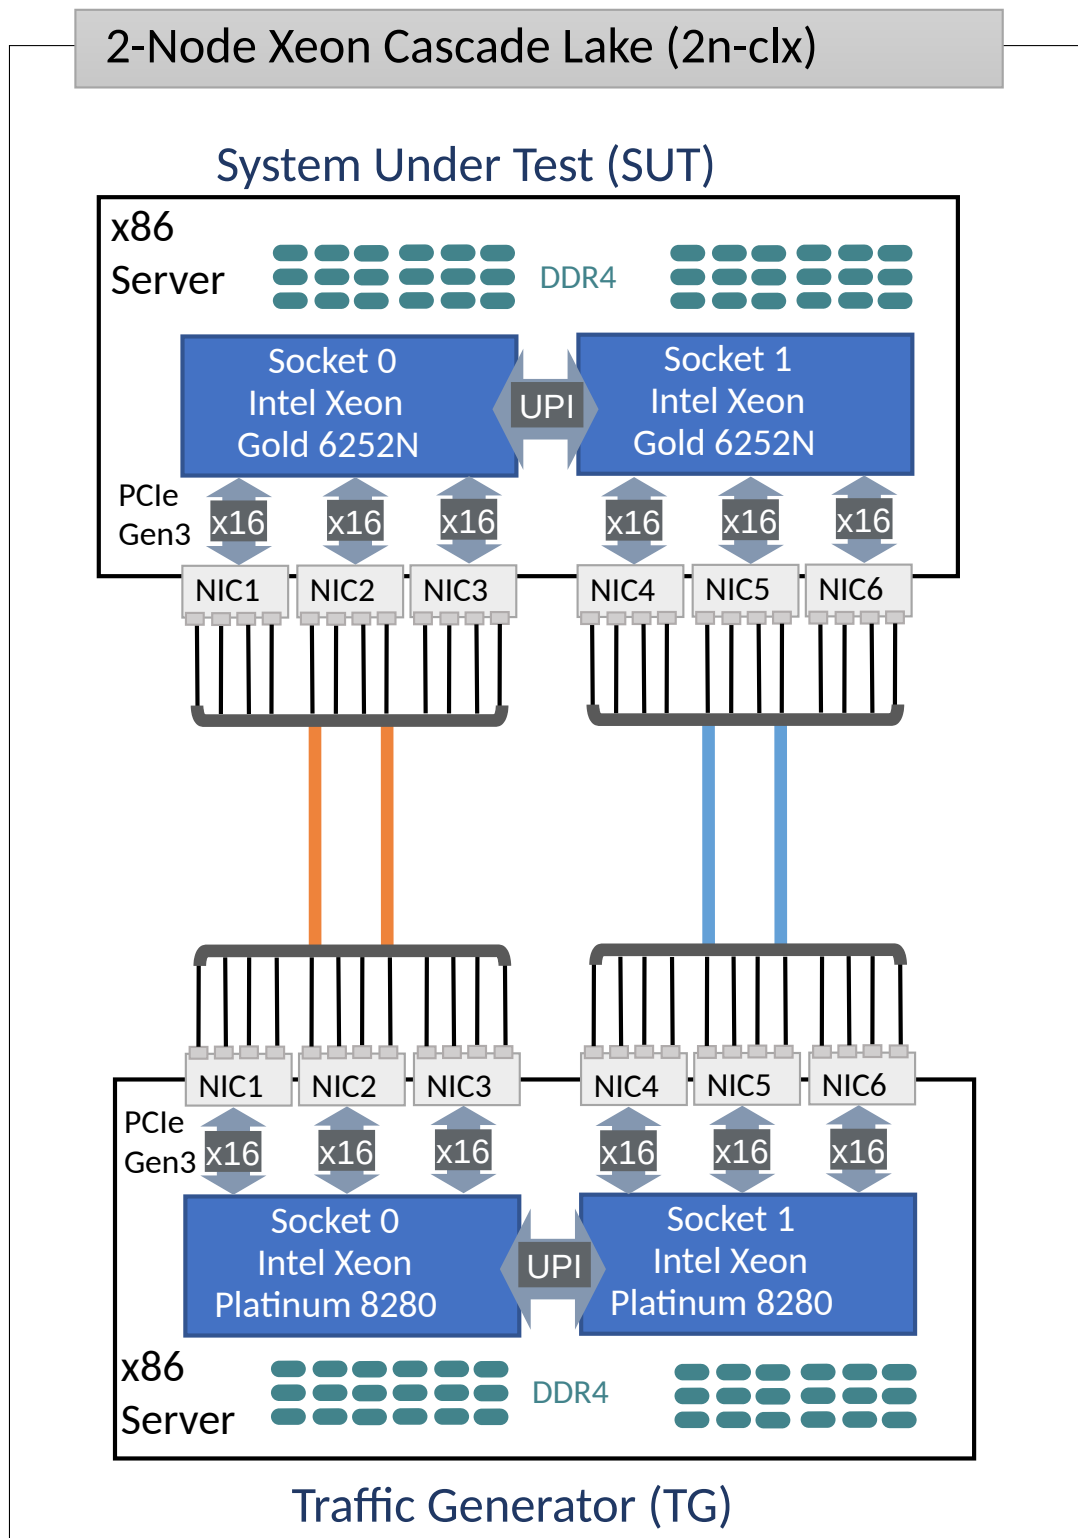 2-Node Xeon Cascade Lake (2n-clx)
System Under Test (SUT)
x86
Server
DDR4
Socket 0
Intel Xeon
Gold 6252N
UPI
Socket 1
Intel Xeon
Gold 6252N
PCIe
Gen3
x16
x16
x16
x16
x16
x16
NIC1
NIC2
NIC3
NIC4
NIC5
NIC6
NIC1
NIC2
NIC3
NIC4
NIC5
NIC6
PCIe
Gen3
x16
x16
x16
x16
x16
x16
Socket 0
Intel Xeon
Platinum 8280
UPI
Socket 1
Intel Xeon
Platinum 8280
x86
Server
DDR4
Traffic Generator (TG)